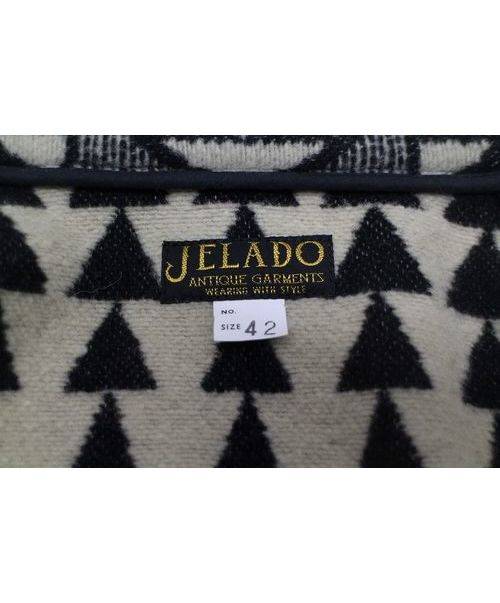 JELADO
ANTIQUE GARMENTS
WEARING WITH STYLE
NO.
SIZE 42